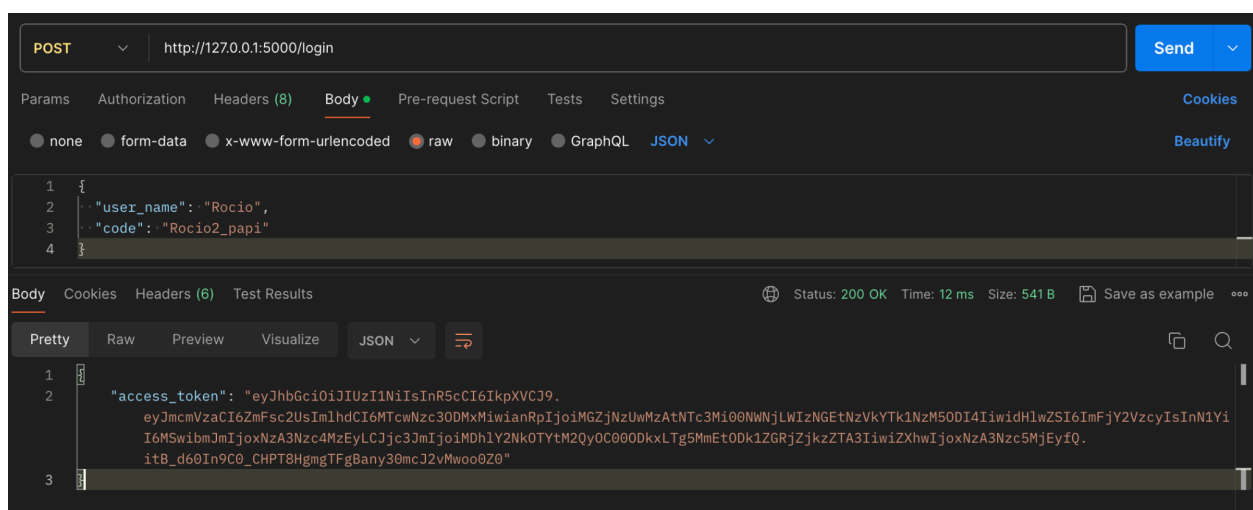 POST http://127.0.0.1:5000/login Send
Params Authorization Headers (8) Body Pre-request Script Tests Settings Cookies
none form-data x-www-form-urlencoded raw binary GraphQL JSON Beautify
1 {
2 "user_name": "Rocio",
3 "code": "Rocio2_papi"
4 }
Body Cookies Headers (6) Test Results Status: 200 OK Time: 12 ms Size: 541 B Save as example
Pretty Raw Preview Visualize JSON
1 {
2 "access_token": "eyJhbGciOiJIUzI1NiIsInR5cCI6IkpXVCJ9.
eyJmcmVzaCI6ZmFsc2UsImlhdCI6MTcwNzc3ODMxMiwianRpIjoiMGZjNzUwMzAtNTc3Mi00NWNjLWIzNGEtNzVkYTk1NzM5ODI4IiwidHlwZSI6ImFjY2VzcyIsInN1Yi
I6MSwibmJmIjoxNzA3Nzc4MzEyLCJjc3JmIjoiMDhlY2NkOTYtM2QyOC00ODkxLTg5MmEtODk1ZGRjZjkzZTA3IiwiZXhwIjoxNzA3Nzc5MjEyfQ.
itB_d60In9C0_CHPT8HgmgTFgBany30mcJ2vMwoo0Z0"
3 }